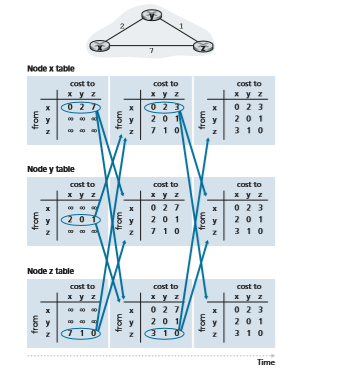 y
2 1
x z
7
Node x table
cost to cost to cost to
x y z x y z x y z
from x 0 2 7 from x 0 2 3 from x 0 2 3
y ∞ ∞ ∞ y 2 0 1 y 2 0 1
z ∞ ∞ ∞ z 7 1 0 z 3 1 0
Node y table
cost to cost to cost to
x y z x y z x y z
from x ∞ ∞ ∞ from x 0 2 7 from x 0 2 3
y 2 0 1 y 2 0 1 y 2 0 1
z ∞ ∞ ∞ z 7 1 0 z 3 1 0
Node z table
cost to cost to cost to
x y z x y z x y z
from x ∞ ∞ ∞ from x 0 2 7 from x 0 2 3
y ∞ ∞ ∞ y 2 0 1 y 2 0 1
z 7 1 0 z 3 1 0 z 3 1 0
Time